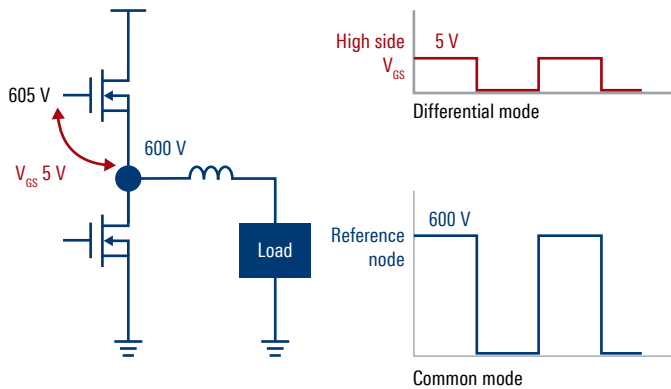 605 V
600 V
V_GS 5 V
Load
High side
V_GS
5 V
Differential mode
600 V
Reference
node
Common mode